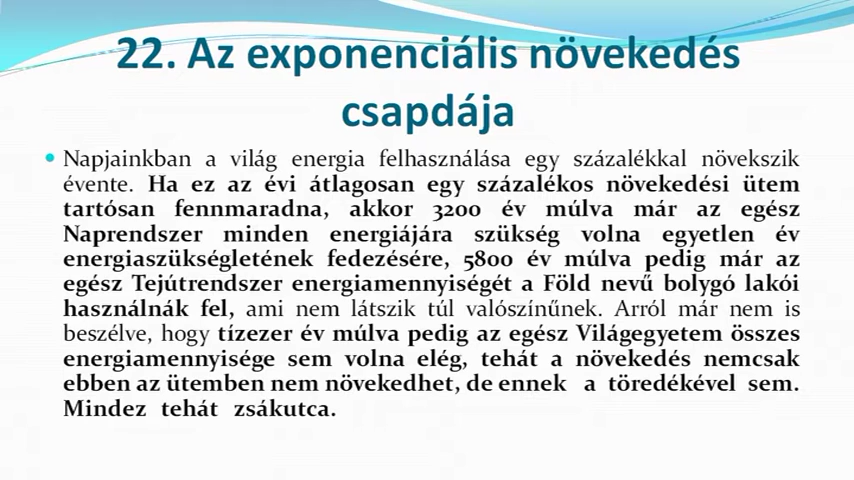 22. Az exponenciális növekedés
csapdája
Napjainkban a világ energia felhasználása egy százalékkal növekszik
évente. Ha ez az évi átlagosan egy százalékos növekedési ütem
tartósan fennmaradna, akkor 3200 év múlva már az egész
Naprendszer minden energiájára szükség volna egyetlen év
energiaszükségletének fedezésére, 5800 év múlva pedig már az
egész Tejútrendszer energiamennyiségét a Föld nevű bolygó lakói
használnák fel, ami nem látszik túl valószínűnek. Arról már nem is
beszélve, hogy tízezer év múlva pedig az egész Világegyetem összes
energiamennyisége sem volna elég, tehát a növekedés nemcsak
ebben az ütemben nem növekedhet, de ennek a töredékével sem.
Mindez tehát zsákutca.